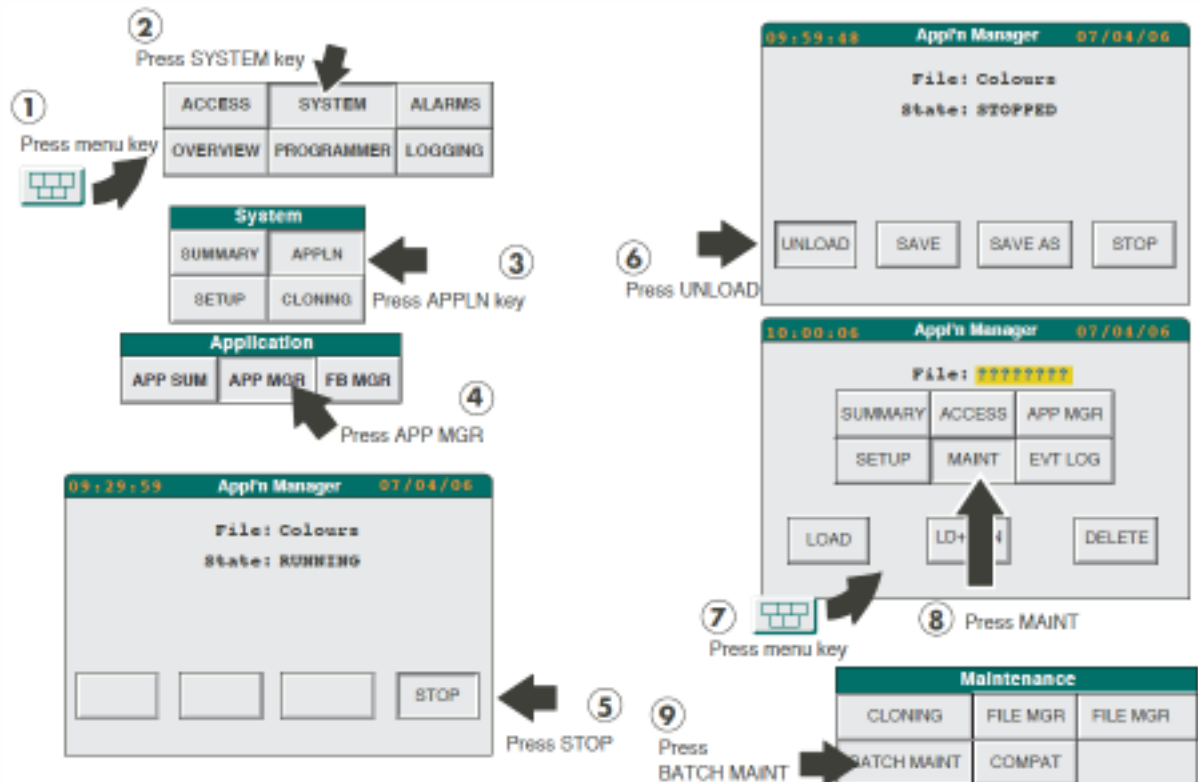 1
Press menu key
2
Press SYSTEM key
ACCESS SYSTEM ALARMS
OVERVIEW PROGRAMMER LOGGING
System
SUMMARY APPLN
SETUP CLONING
3
Press APPLN key
Application
APP SUM APP MGR FB MGR
4
Press APP MGR
09:29:59 Appl'n Manager 07/04/06
File: Colours
State: RUNNING
STOP
5
Press STOP
09:59:48 Appl'n Manager 07/04/06
File: Colours
State: STOPPED
UNLOAD SAVE SAVE AS STOP
6
Press UNLOAD
10:00:06 Appl'n Manager 07/04/06
File: ????????
SUMMARY ACCESS APP MGR
SETUP MAINT EVT LOG
LOAD DELETE
7
Press menu key
8
Press MAINT
Maintenance
CLONING FILE MGR FILE MGR
BATCH MAINT COMPAT
9
Press
BATCH MAINT